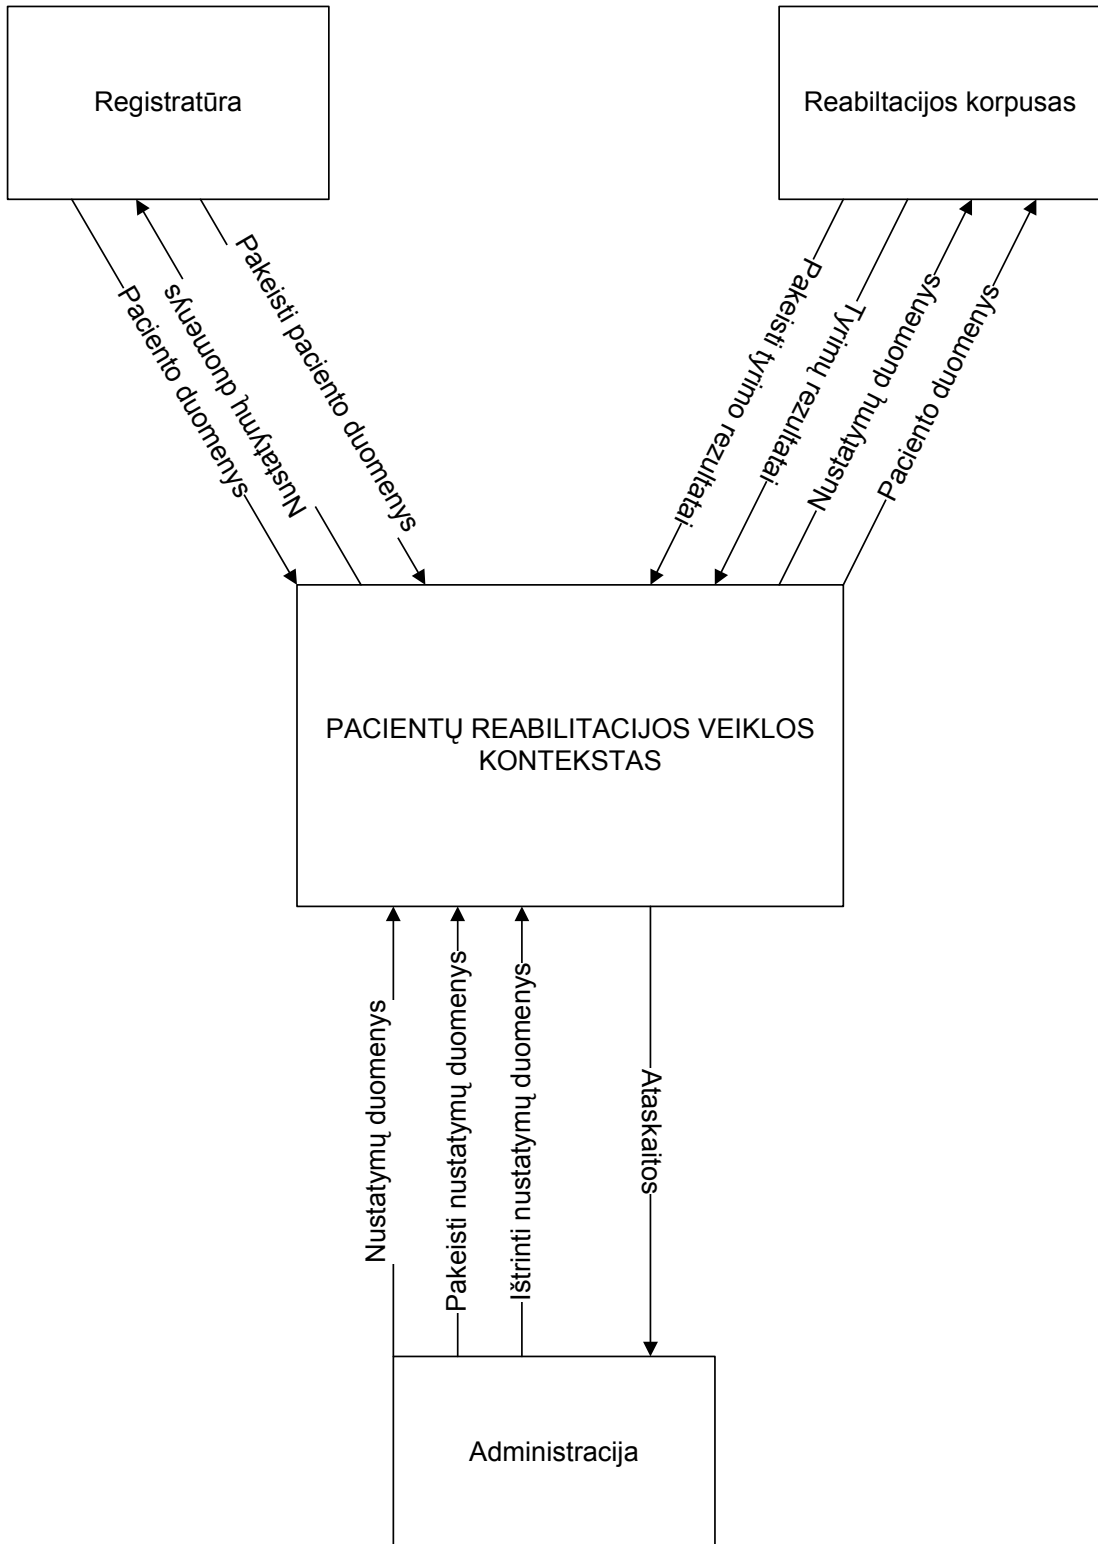 Registratūra
Reabiltacijos korpusas
Paciento duomenys
Nustatymų duomenys
Pakeisti paciento duomenys
Pakeisti tyrimo rezultatai
Tyrimų rezultatai
Nustatymų duomenys
Paciento duomenys
PACIENTŲ REABILITACIJOS VEIKLOS
KONTEKSTAS
Nustatymų duomenys
Pakeisti nustatymų duomenys
Ištrinti nustatymų duomenys
Ataskaitos
Administracija